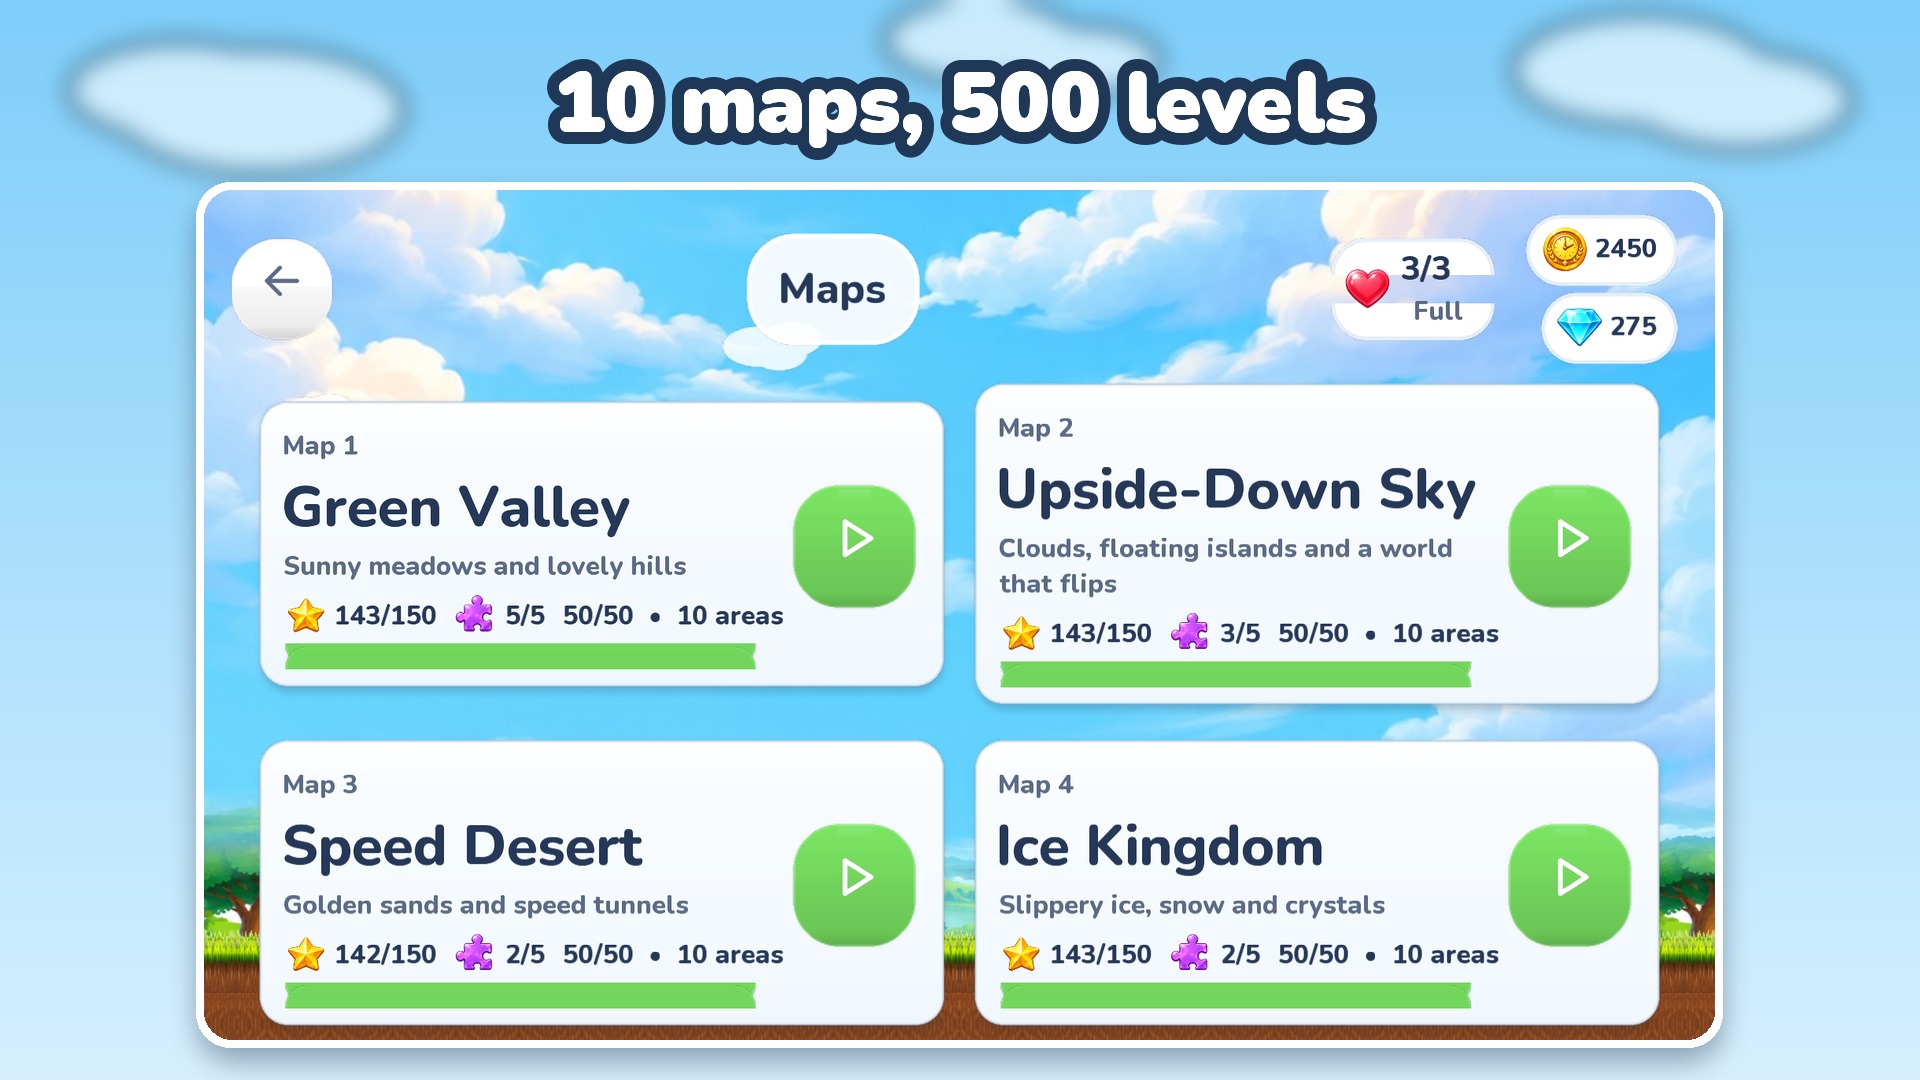 10 maps, 500 levels
Maps
3/3
Full
2450
275
Map 1
Green Valley
Sunny meadows and lovely hills
143/150 5/5 50/50 • 10 areas
Map 2
Upside-Down Sky
Clouds, floating islands and a world
that flips
143/150 3/5 50/50 • 10 areas
Map 3
Speed Desert
Golden sands and speed tunnels
142/150 2/5 50/50 • 10 areas
Map 4
Ice Kingdom
Slippery ice, snow and crystals
143/150 2/5 50/50 • 10 areas